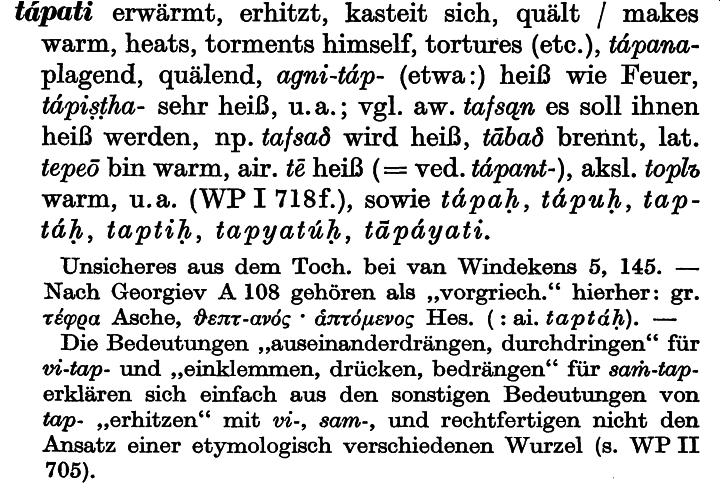 tápati erwärmt, erhitzt, kasteit sich, quält / makes
warm, heats, torments himself, tortures (etc.), tápana-
plagend, quälend, agni-táp- (etwa:) heiß wie Feuer,
tápiṣṭha- sehr heiß, u. a.; vgl. aw. tafsąn es soll ihnen
heiß werden, np. tafsaδ wird heiß, tābaδ brennt, lat.
tepeō bin warm, air. tē heiß (= ved. tápant-), aksl. toplъ
warm, u. a. (WP I 718f.), sowie tápaḥ, tápuḥ, tap-
táḥ, taptiḥ, tapyatúḥ, tāpáyati.
Unsicheres aus dem Toch. bei van Windekens 5, 145. —
Nach Georgiev A 108 gehören als „vorgriech.“ hierher: gr.
τέφρα Asche, θεπτ-ανός · ἁπτόμενος Hes. (: ai. taptáḥ). —
Die Bedeutungen „auseinanderdrängen, durchdringen“ für
vi-tap- und „einklemmen, drücken, bedrängen“ für saṁ-tap-
erklären sich einfach aus den sonstigen Bedeutungen von
tap- „erhitzen“ mit vi-, sam-, und rechtfertigen nicht den
Ansatz einer etymologisch verschiedenen Wurzel (s. WP II
705).